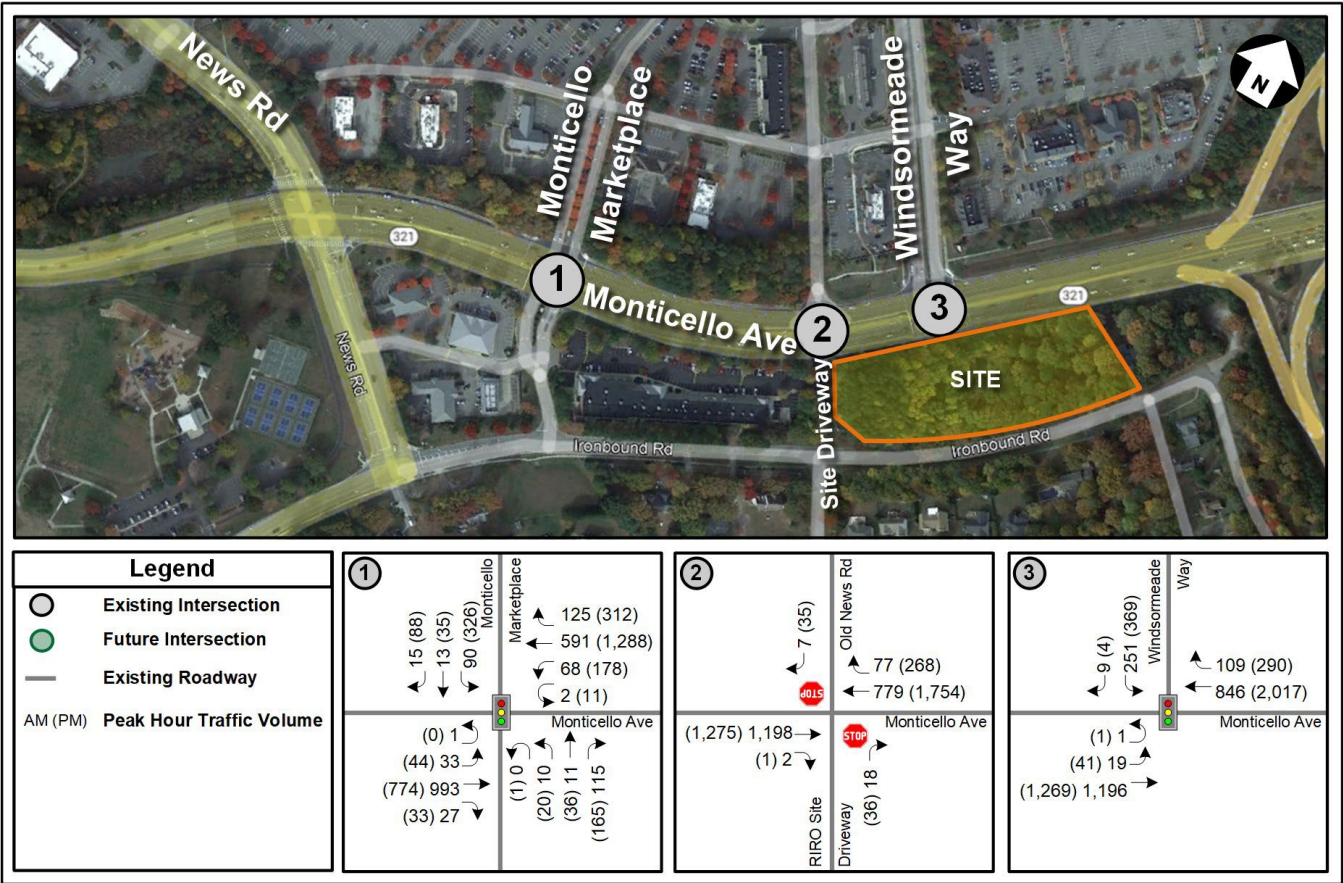 News Rd
Monticello
Marketplace
Windsormeade
Way
N
321
1
Monticello Ave
2
3
321
SITE
News Rd
Site Driveway
Ironbound Rd
Ironbound Rd
Legend
Existing Intersection
Future Intersection
Existing Roadway
AM (PM) Peak Hour Traffic Volume
1
Monticello
Marketplace
15 (88)
13 (35)
90 (326)
125 (312)
591 (1,288)
68 (178)
2 (11)
Monticello Ave
(0) 1
(44) 33
(774) 993
(33) 27
(1) 0
(20) 10
(36) 11
(165) 115
2
Old News Rd
7 (35)
STOP
77 (268)
779 (1,754)
Monticello Ave
(1,275) 1,198
(1) 2
STOP
(36) 18
RIRO Site
Driveway
3
Windsormeade
Way
9 (4)
251 (369)
109 (290)
846 (2,017)
Monticello Ave
(1) 1
(41) 19
(1,269) 1,196